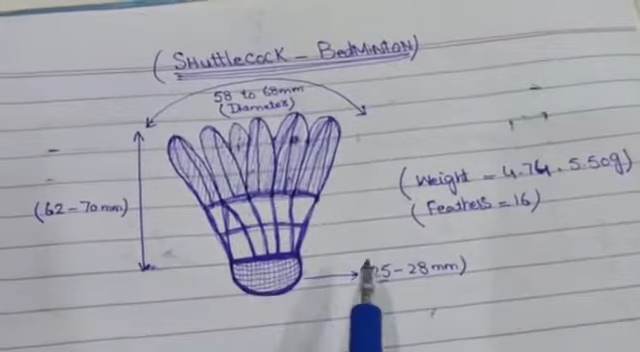 (SHuttlecock - BedMINTON)
58 to 68mm
(Diameter)
(62-70mm)
(Weight = 4.74. 5.50g)
(Feathers = 16)
25-28mm)